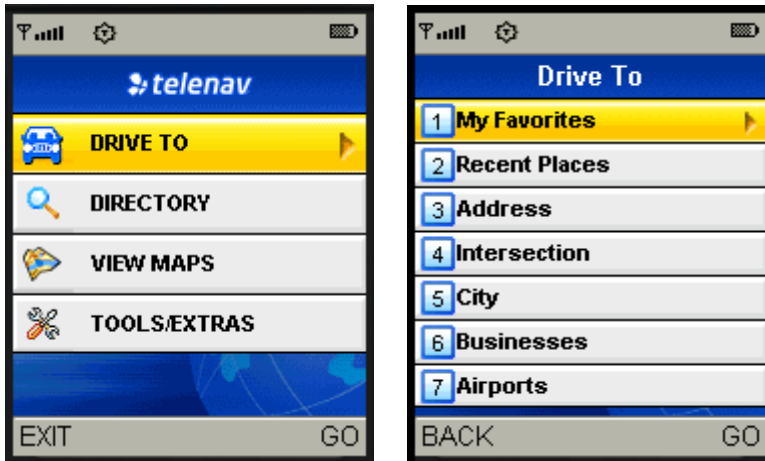 telenav
DRIVE TO
DIRECTORY
VIEW MAPS
TOOLS/EXTRAS
EXIT GO
Drive To
1 My Favorites
2 Recent Places
3 Address
4 Intersection
5 City
6 Businesses
7 Airports
BACK GO